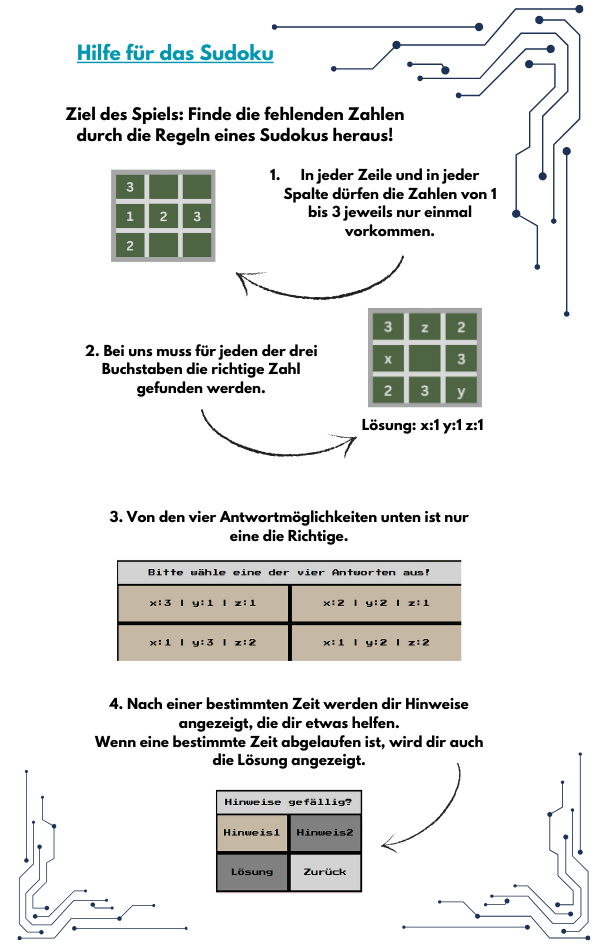 Hilfe für das Sudoku
Ziel des Spiels: Finde die fehlenden Zahlen
durch die Regeln eines Sudokus heraus!
3
1 2 3
2
1. In jeder Zeile und in jeder
Spalte dürfen die Zahlen von 1
bis 3 jeweils nur einmal
vorkommen.
2. Bei uns muss für jeden der drei
Buchstaben die richtige Zahl
gefunden werden.
3 z 2
x 3
2 3 y
Lösung: x:1 y:1 z:1
3. Von den vier Antwortmöglichkeiten unten ist nur
eine die Richtige.
Bitte wähle eine der vier Antworten aus!
x:3 | y:1 | z:1 x:2 | y:2 | z:1
x:1 | y:3 | z:2 x:1 | y:2 | z:2
4. Nach einer bestimmten Zeit werden dir Hinweise
angezeigt, die dir etwas helfen.
Wenn eine bestimmte Zeit abgelaufen ist, wird dir auch
die Lösung angezeigt.
Hinweise gefällig?
Hinweis1 Hinweis2
Lösung Zurück